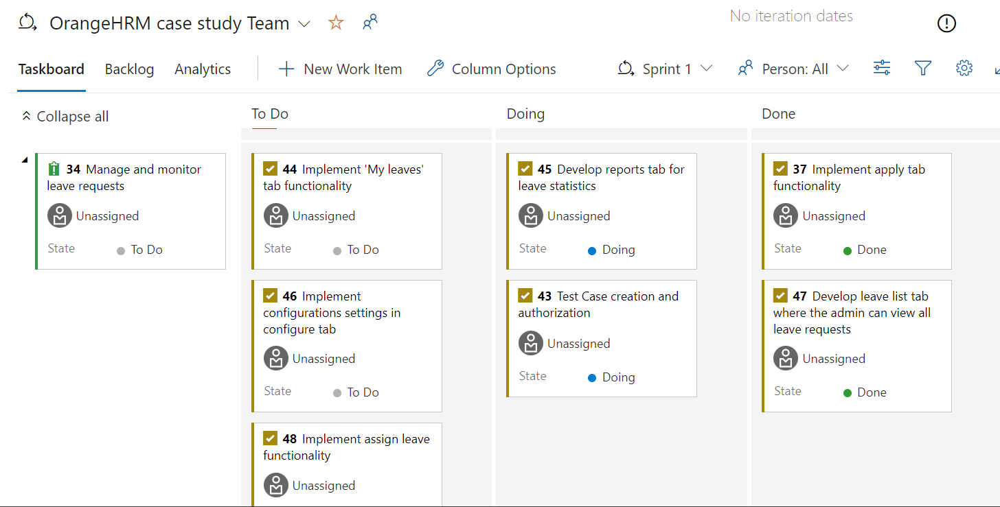 OrangeHRM case study Team
No iteration dates
Taskboard Backlog Analytics New Work Item Column Options Sprint 1 Person: All
Collapse all
To Do Doing Done
34 Manage and monitor
leave requests
Unassigned
State To Do
44 Implement 'My leaves'
tab functionality
Unassigned
State To Do
46 Implement
configurations settings in
configure tab
Unassigned
State To Do
48 Implement assign leave
functionality
Unassigned
45 Develop reports tab for
leave statistics
Unassigned
State Doing
43 Test Case creation and
authorization
Unassigned
State Doing
37 Implement apply tab
functionality
Unassigned
State Done
47 Develop leave list tab
where the admin can view all
leave requests
Unassigned
State Done